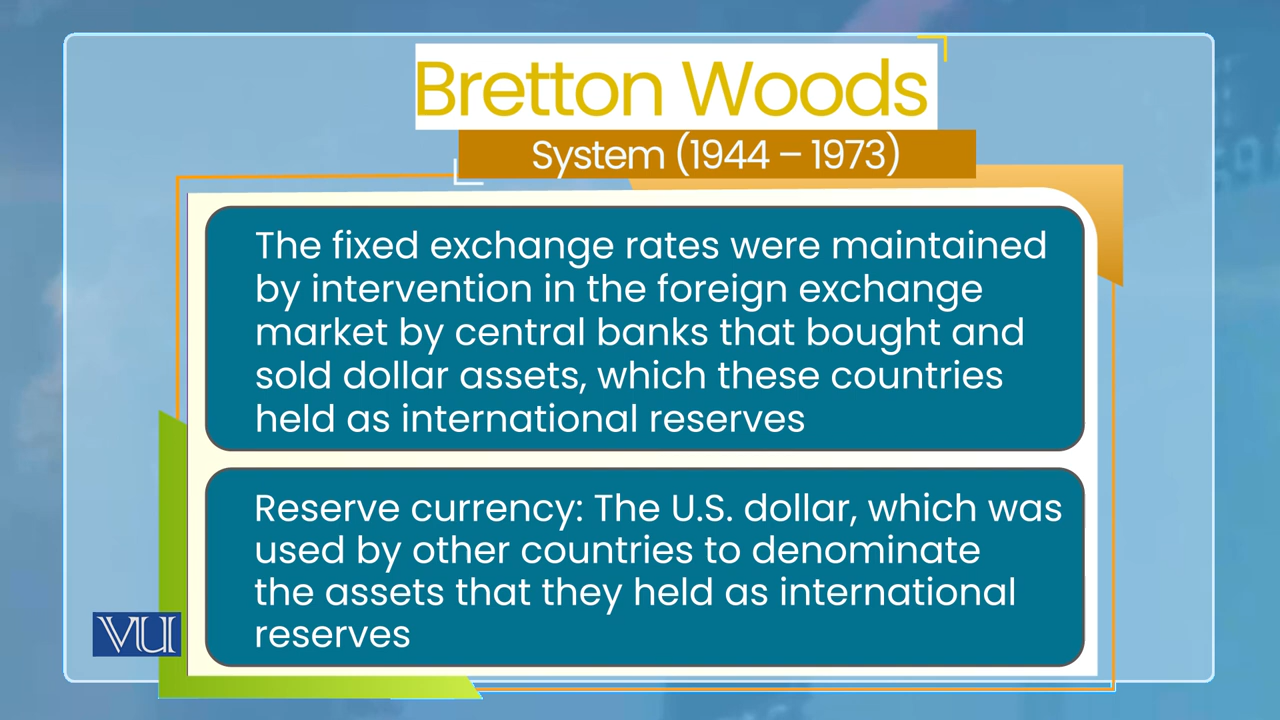 Bretton Woods
System (1944 – 1973)
The fixed exchange rates were maintained
by intervention in the foreign exchange
market by central banks that bought and
sold dollar assets, which these countries
held as international reserves
Reserve currency: The U.S. dollar, which was
used by other countries to denominate
the assets that they held as international
reserves
VU